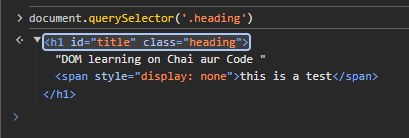 document.querySelector('.heading')
<h1 id="title" class="heading">
"DOM learning on Chai aur Code "
<span style="display: none">this is a test</span>
</h1>